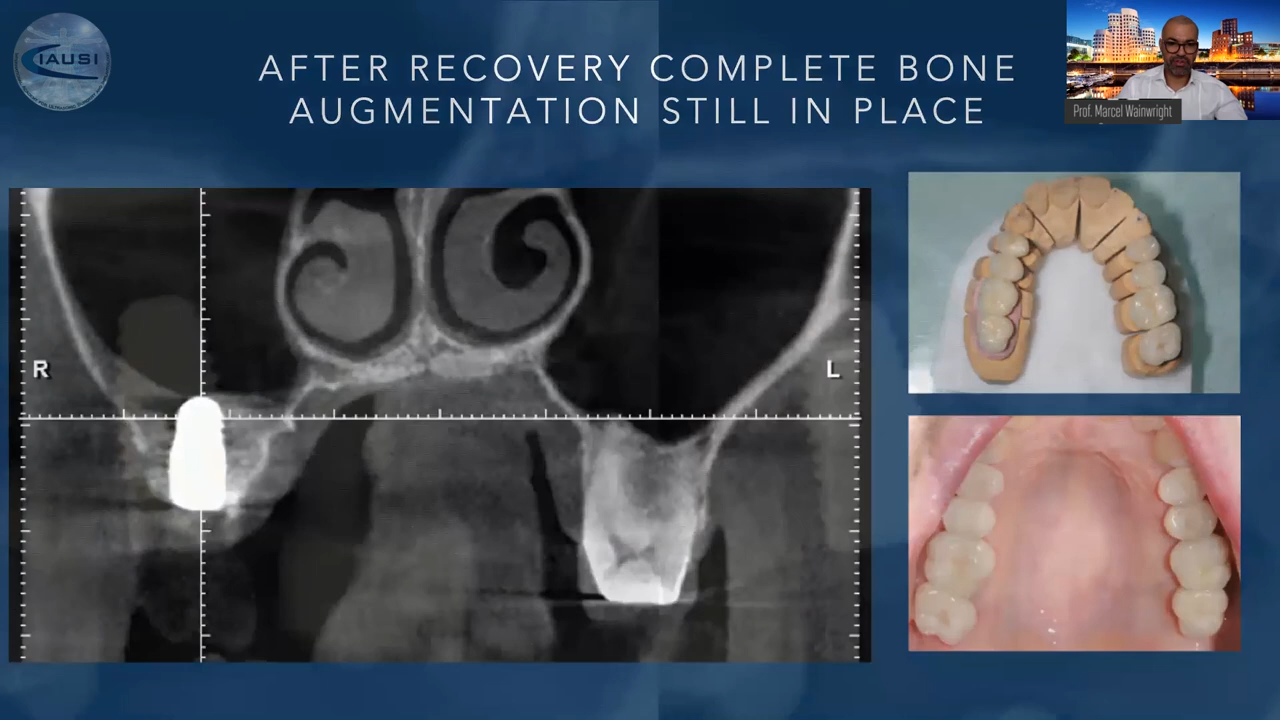 IAUSI
AFTER RECOVERY COMPLETE BONE
AUGMENTATION STILL IN PLACE
Prof. Marcel Wainwright
R
L